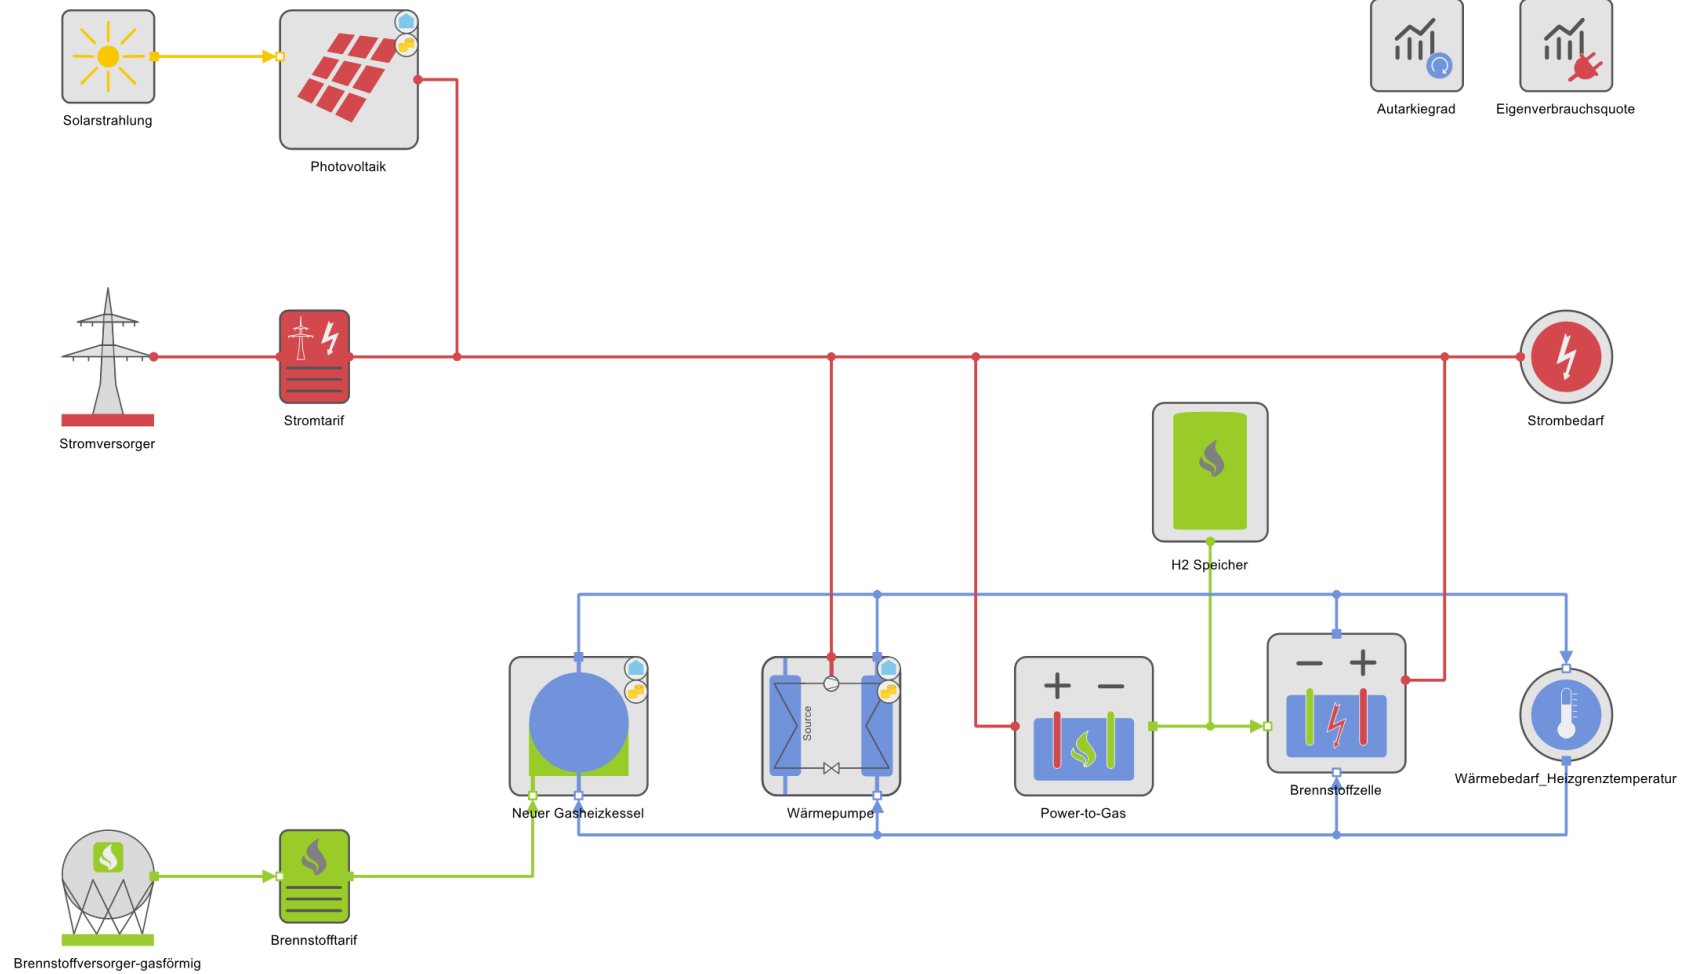 Solarstrahlung
Photovoltaik
Autarkiegrad
Eigenverbrauchsquote
Stromversorger
Stromtarif
Strombedarf
H2 Speicher
Source
Neuer Gasheizkessel
Wärmepumpe
Power-to-Gas
Brennstoffzelle
Wärmebedarf_Heizgrenztemperatur
Brennstofftarif
Brennstoffversorger-gasförmig